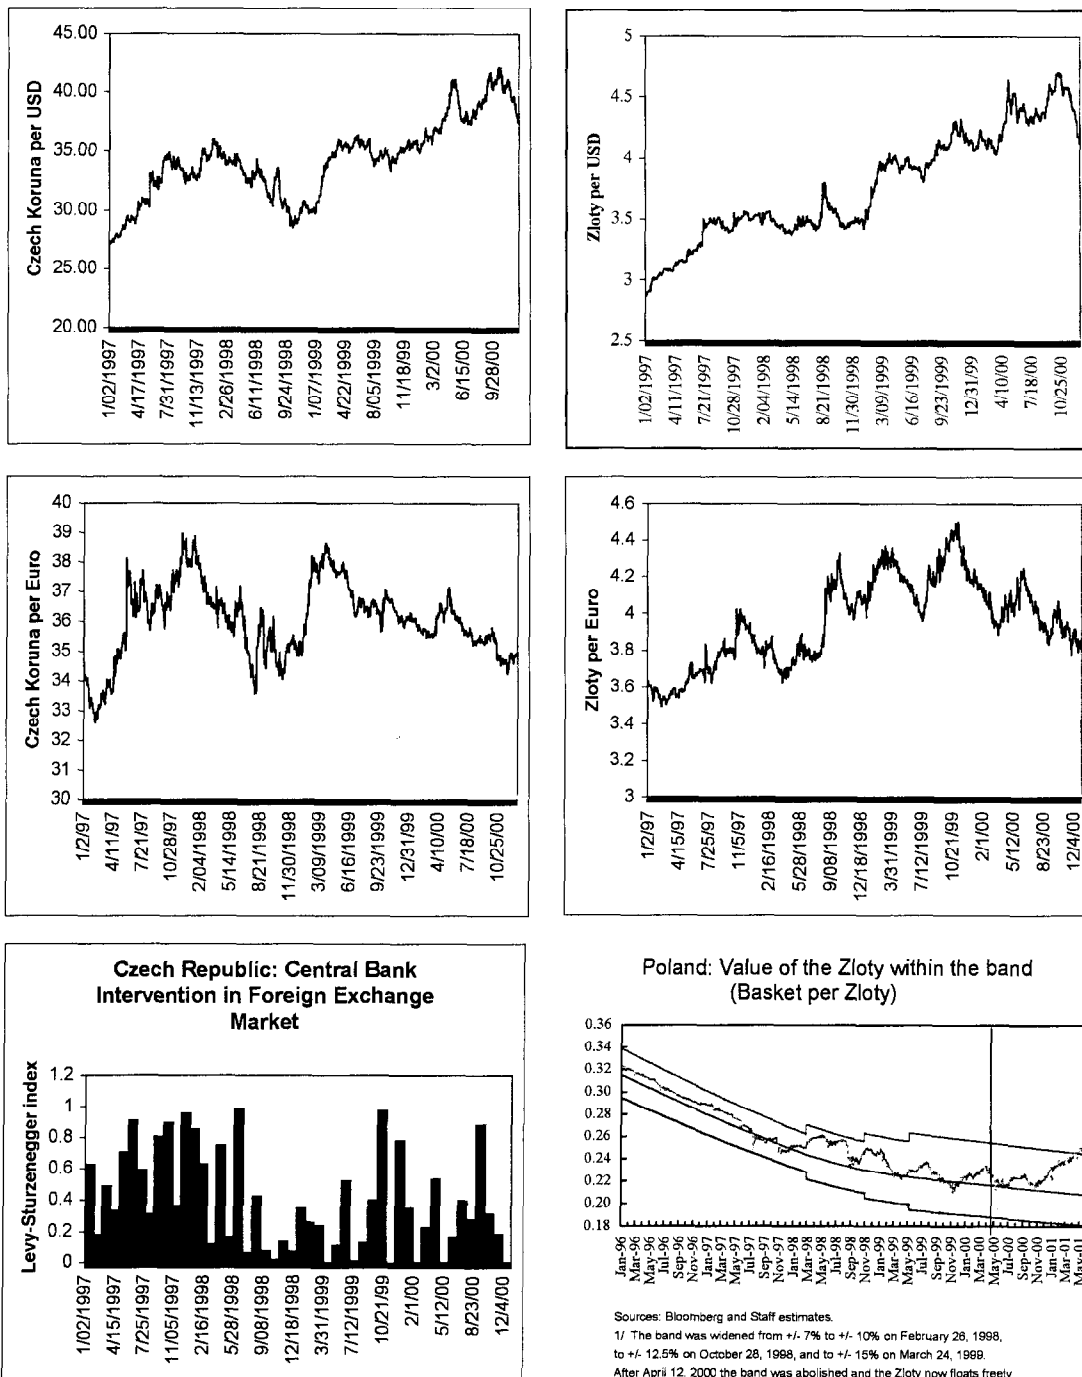 45.00
40.00
35.00
30.00
25.00
20.00
Czech Koruna per USD
1/02/1997
4/17/1997
7/31/1997
11/13/1997
2/26/1998
6/11/1998
9/24/1998
1/07/1999
4/22/1999
8/05/1999
11/18/99
3/2/00
6/15/00
9/28/00
5
4.5
4
3.5
3
2.5
Zloty per USD
1/02/1997
4/11/1997
7/21/1997
10/28/1997
2/04/1998
5/14/1998
8/21/1998
11/30/1998
3/09/1999
6/16/1999
9/23/1999
12/31/99
4/10/00
7/18/00
10/25/00
40
39
38
37
36
35
34
33
32
31
30
Czech Koruna per Euro
1/2/97
4/11/97
7/21/97
10/28/97
2/04/1998
5/14/1998
8/21/1998
11/30/1998
3/09/1999
6/16/1999
9/23/1999
12/31/99
4/10/00
7/18/00
10/25/00
4.6
4.4
4.2
4
3.8
3.6
3.4
3.2
3
Zloty per Euro
1/2/97
4/15/97
7/25/97
11/5/97
2/16/1998
5/28/1998
9/08/1998
12/18/1998
3/31/1999
7/12/1999
10/21/99
2/1/00
5/12/00
8/23/00
12/4/00
Czech Republic: Central Bank
Intervention in Foreign Exchange
Market
1.2
1
0.8
0.6
0.4
0.2
0
Levy-Sturzenegger index
1/02/1997
4/15/1997
7/25/1997
11/05/1997
2/16/1998
5/28/1998
9/08/1998
12/18/1998
3/31/1999
7/12/1999
10/21/99
2/1/00
5/12/00
8/23/00
12/4/00
Poland: Value of the Zloty within the band
(Basket per Zloty)
0.36
0.34
0.32
0.30
0.28
0.26
0.24
0.22
0.20
0.18
Jan-96
Mar-96
May-96
Jul-96
Sep-96
Nov-96
Jan-97
Mar-97
May-97
Jul-97
Sep-97
Nov-97
Jan-98
Mar-98
May-98
Jul-98
Sep-98
Nov-98
Jan-99
Mar-99
May-99
Jul-99
Sep-99
Nov-99
Jan-00
Mar-00
May-00
Jul-00
Sep-00
Nov-00
Jan-01
Mar-01
May-01
Sources: Bloomberg and Staff estimates.
1/ The band was widened from +/- 7% to +/- 10% on February 26, 1998,
to +/- 12.5% on October 28, 1998, and to +/- 15% on March 24, 1999.
After April 12, 2000 the band was abolished and the Zloty now floats freely